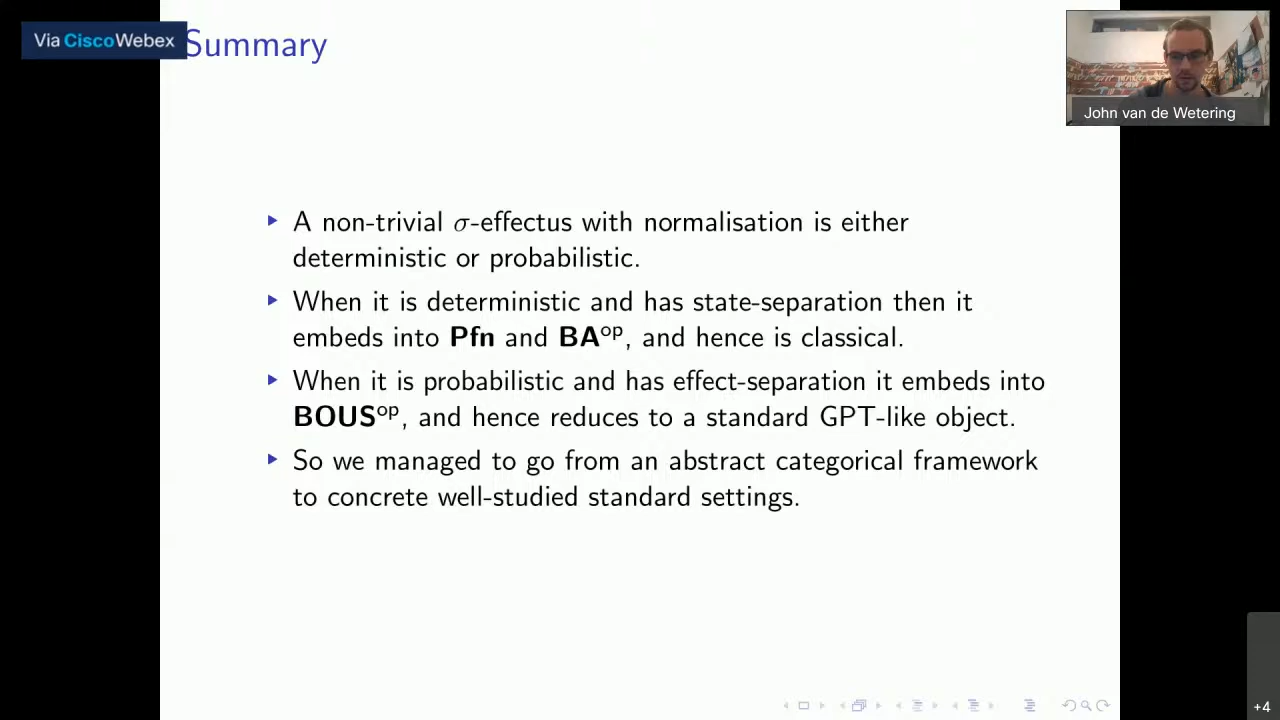 Via Cisco Webex
Summary
John van de Wetering
▶ A non-trivial σ-effectus with normalisation is either
deterministic or probabilistic.
▶ When it is deterministic and has state-separation then it
embeds into Pfn and BA^op, and hence is classical.
▶ When it is probabilistic and has effect-separation it embeds into
BOUS^op, and hence reduces to a standard GPT-like object.
▶ So we managed to go from an abstract categorical framework
to concrete well-studied standard settings.
+4